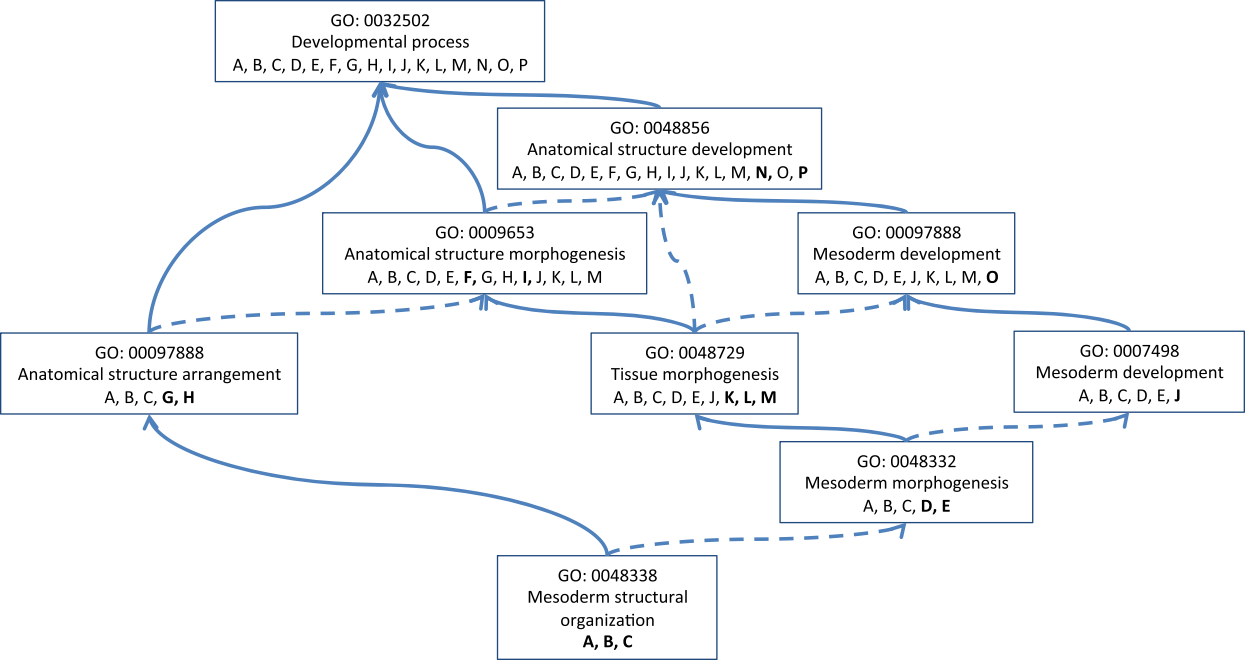 GO: 0032502
Developmental process
A, B, C, D, E, F, G, H, I, J, K, L, M, N, O, P
GO: 0048856
Anatomical structure development
A, B, C, D, E, F, G, H, I, J, K, L, M, N, O, P
GO: 0009653
Anatomical structure morphogenesis
A, B, C, D, E, F, G, H, I, J, K, L, M
GO: 00097888
Mesoderm development
A, B, C, D, E, J, K, L, M, O
GO: 00097888
Anatomical structure arrangement
A, B, C, G, H
GO: 0048729
Tissue morphogenesis
A, B, C, D, E, J, K, L, M
GO: 0007498
Mesoderm development
A, B, C, D, E, J
GO: 0048332
Mesoderm morphogenesis
A, B, C, D, E
GO: 0048338
Mesoderm structural
organization
A, B, C